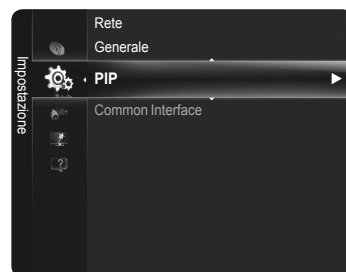 Impostazione
Rete
Generale
PIP
Common Interface